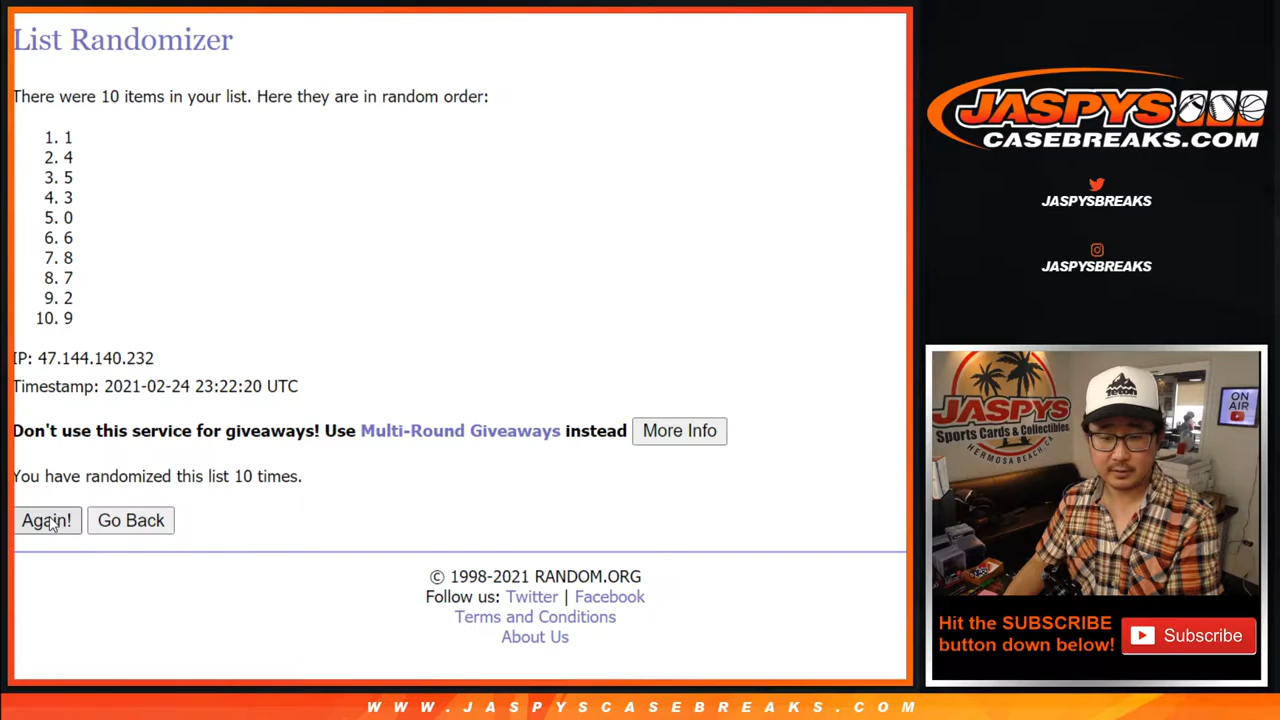 List Randomizer
There were 10 items in your list. Here they are in random order:
1. 1
2. 4
3. 5
4. 3
5. 0
6. 6
7. 8
8. 7
9. 2
10. 9
IP: 47.144.140.232
Timestamp: 2021-02-24 23:22:20 UTC
Don't use this service for giveaways! Use Multi-Round Giveaways instead More Info
You have randomized this list 10 times.
Again! Go Back
© 1998-2021 RANDOM.ORG
Follow us: Twitter | Facebook
Terms and Conditions
About Us
JASPYS
CASEBREAKS.COM
JASPYSBREAKS
JASPYSBREAKS
JASPYS
Sports Cards & Collectibles
HERMOSA BEACH, CA
TETON
ON
AIR
Hit the SUBSCRIBE
button down below!
Subscribe
WWW.JASPYSCASEBREAKS.COM